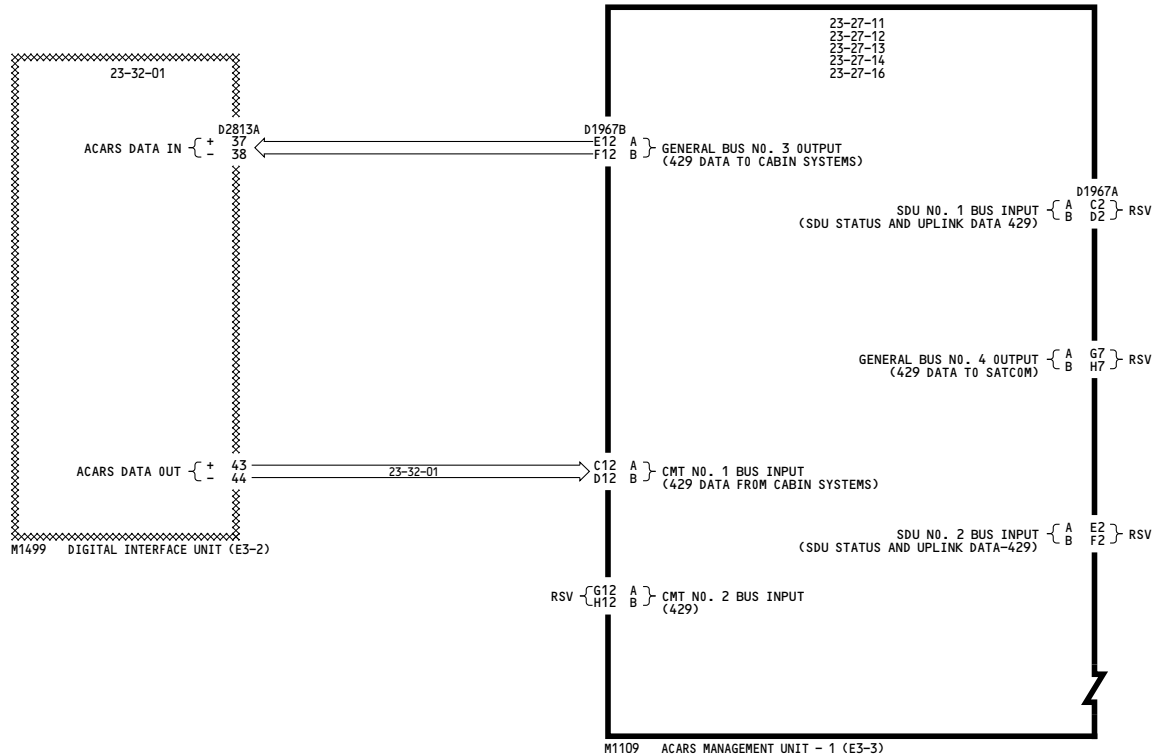 23-27-11
23-27-12
23-27-13
23-27-14
23-27-16
23-32-01
D2813A
ACARS DATA IN + 37
- 38
D1967B
E12 A GENERAL BUS NO. 3 OUTPUT
F12 B (429 DATA TO CABIN SYSTEMS)
D1967A
SDU NO. 1 BUS INPUT A C2 RSV
(SDU STATUS AND UPLINK DATA 429) B D2
GENERAL BUS NO. 4 OUTPUT A G7 RSV
(429 DATA TO SATCOM) B H7
ACARS DATA OUT + 43
- 44
23-32-01
C12 A CMT NO. 1 BUS INPUT
D12 B (429 DATA FROM CABIN SYSTEMS)
SDU NO. 2 BUS INPUT A E2 RSV
(SDU STATUS AND UPLINK DATA-429) B F2
M1499 DIGITAL INTERFACE UNIT (E3-2)
RSV G12 A CMT NO. 2 BUS INPUT
H12 B (429)
M1109 ACARS MANAGEMENT UNIT - 1 (E3-3)